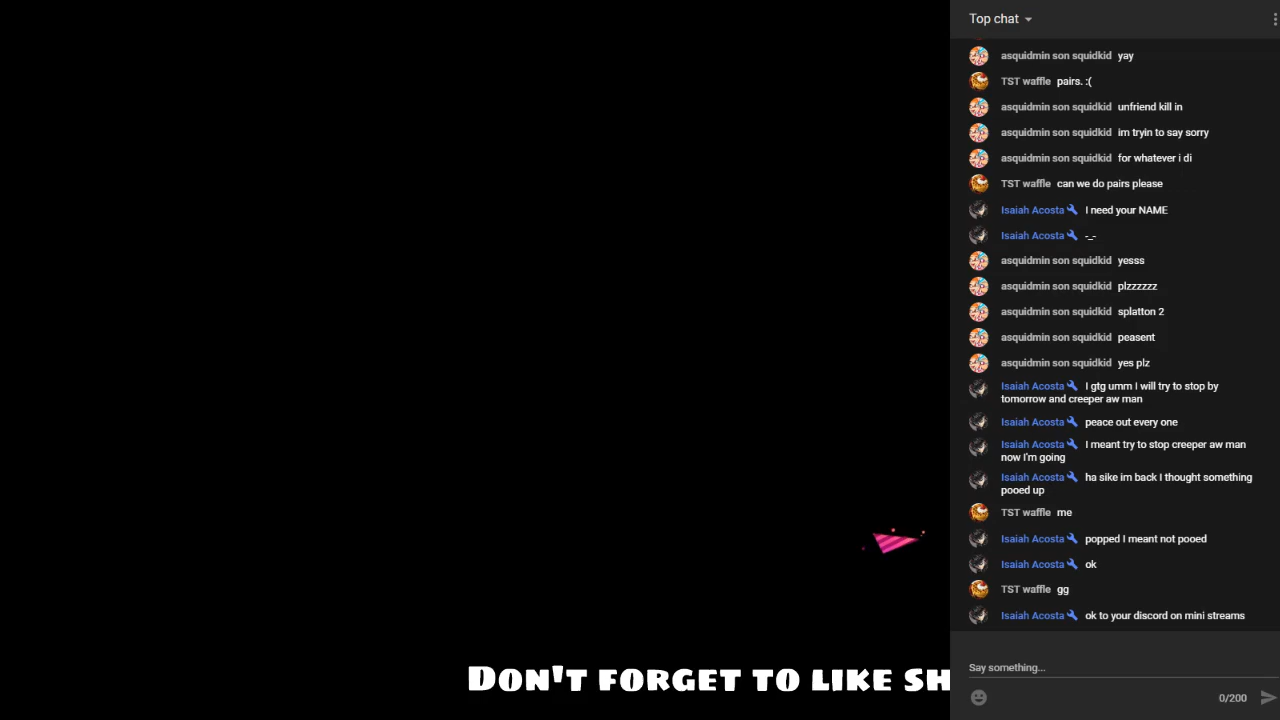 Top chat
asquidmin son squidkid yay
TST waffle pairs. :(
asquidmin son squidkid unfriend kill in
asquidmin son squidkid im tryin to say sorry
asquidmin son squidkid for whatever i di
TST waffle can we do pairs please
Isaiah Acosta I need your NAME
Isaiah Acosta -_-
asquidmin son squidkid yesss
asquidmin son squidkid plzzzzzz
asquidmin son squidkid splatton 2
asquidmin son squidkid peasent
asquidmin son squidkid yes plz
Isaiah Acosta I gtg umm I will try to stop by
tomorrow and creeper aw man
Isaiah Acosta peace out every one
Isaiah Acosta I meant try to stop creeper aw man
now I'm going
Isaiah Acosta ha sike im back I thought something
pooed up
TST waffle me
Isaiah Acosta popped I meant not pooed
Isaiah Acosta ok
TST waffle gg
Isaiah Acosta ok to your discord on mini streams
Say something...
0/200
Don't forget to like sh